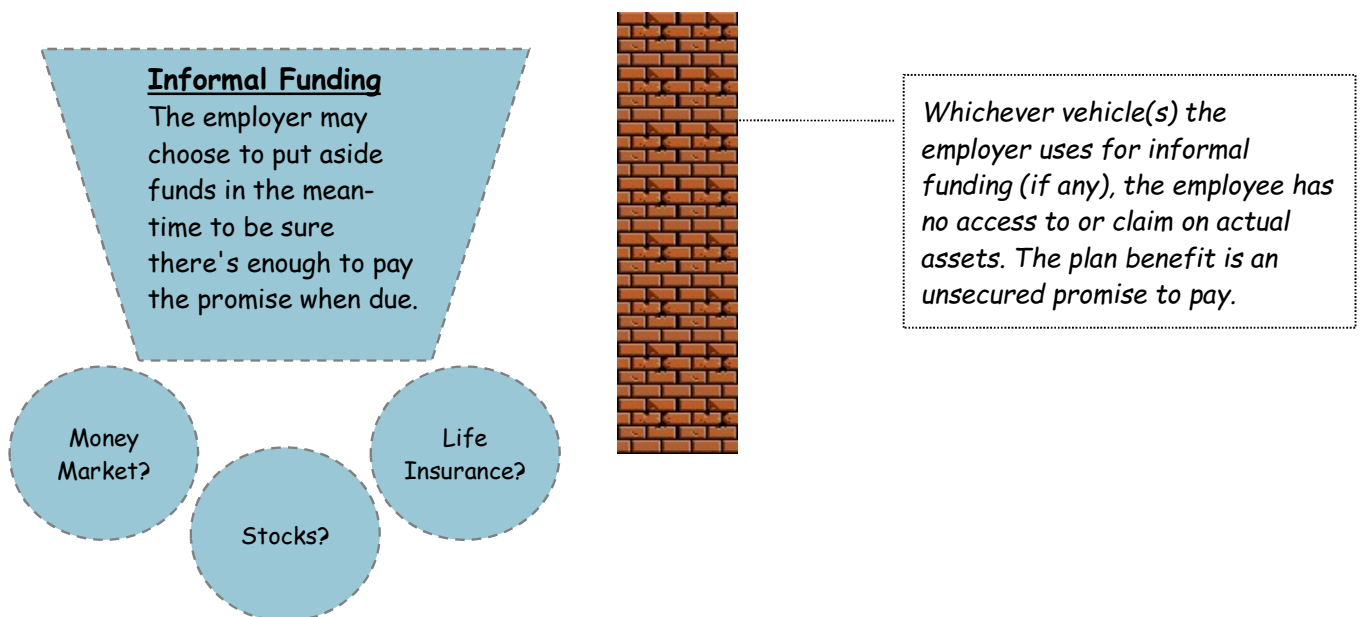 Informal Funding
The employer may
choose to put aside
funds in the mean-
time to be sure
there's enough to pay
the promise when due.
Money
Market?
Stocks?
Life
Insurance?
Whichever vehicle(s) the
employer uses for informal
funding (if any), the employee has
no access to or claim on actual
assets. The plan benefit is an
unsecured promise to pay.